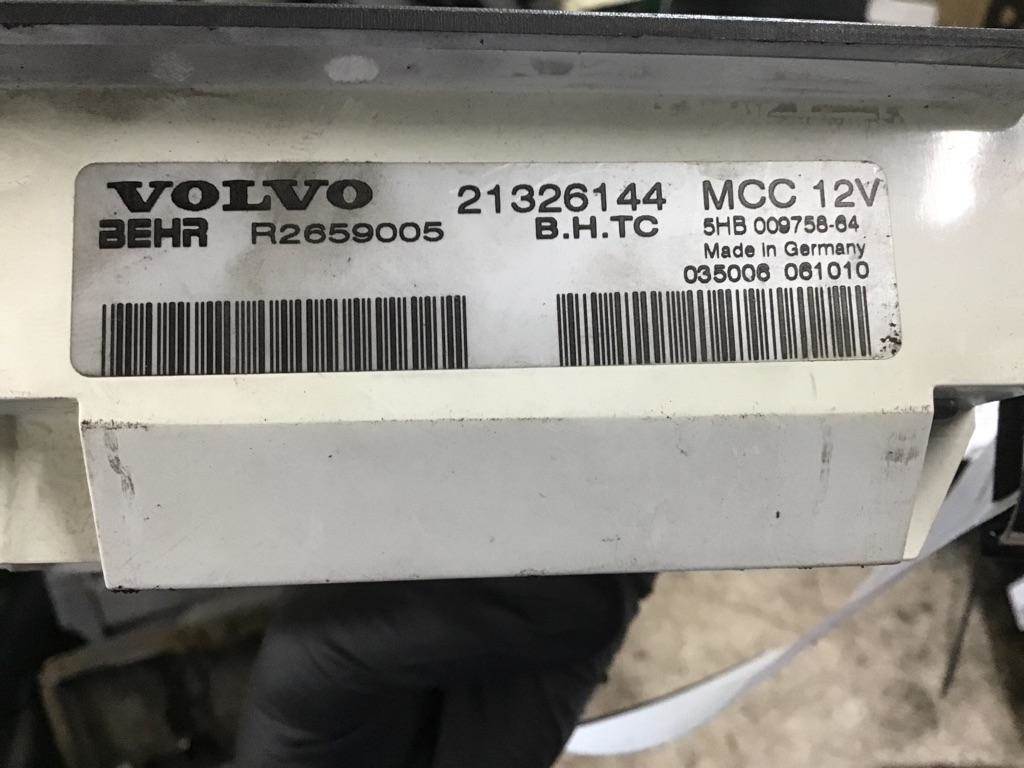 VOLVO 21326144 MCC 12V
BEHR R2659005 B.H.TC 5HB 009758-64
Made in Germany
035006 061010